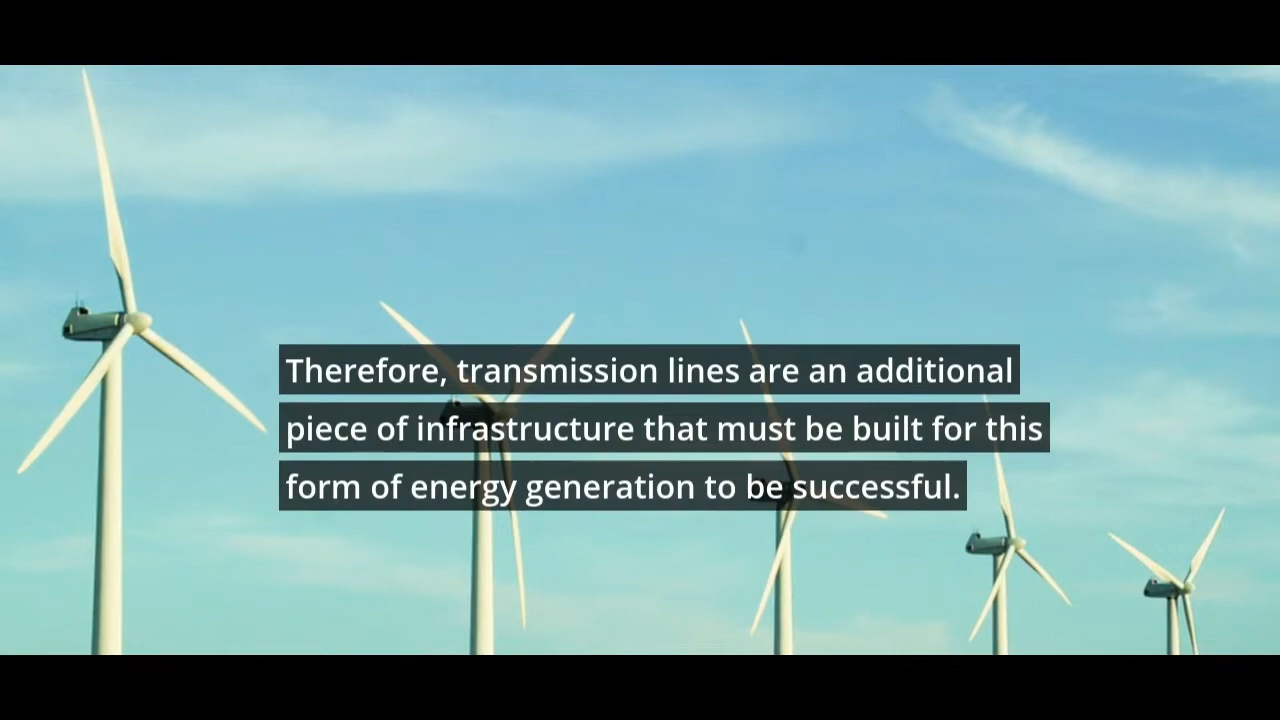 Therefore, transmission lines are an additional
piece of infrastructure that must be built for this
form of energy generation to be successful.